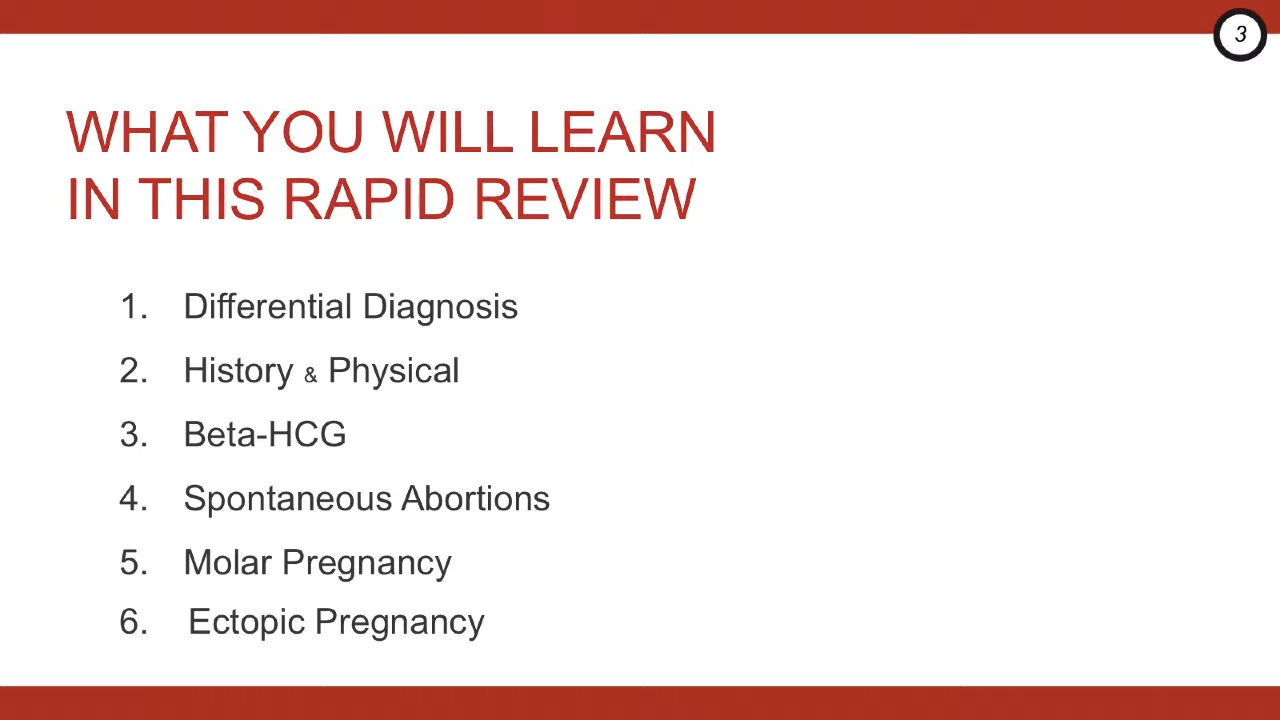 3
WHAT YOU WILL LEARN
IN THIS RAPID REVIEW
1. Differential Diagnosis
2. History & Physical
3. Beta-HCG
4. Spontaneous Abortions
5. Molar Pregnancy
6. Ectopic Pregnancy